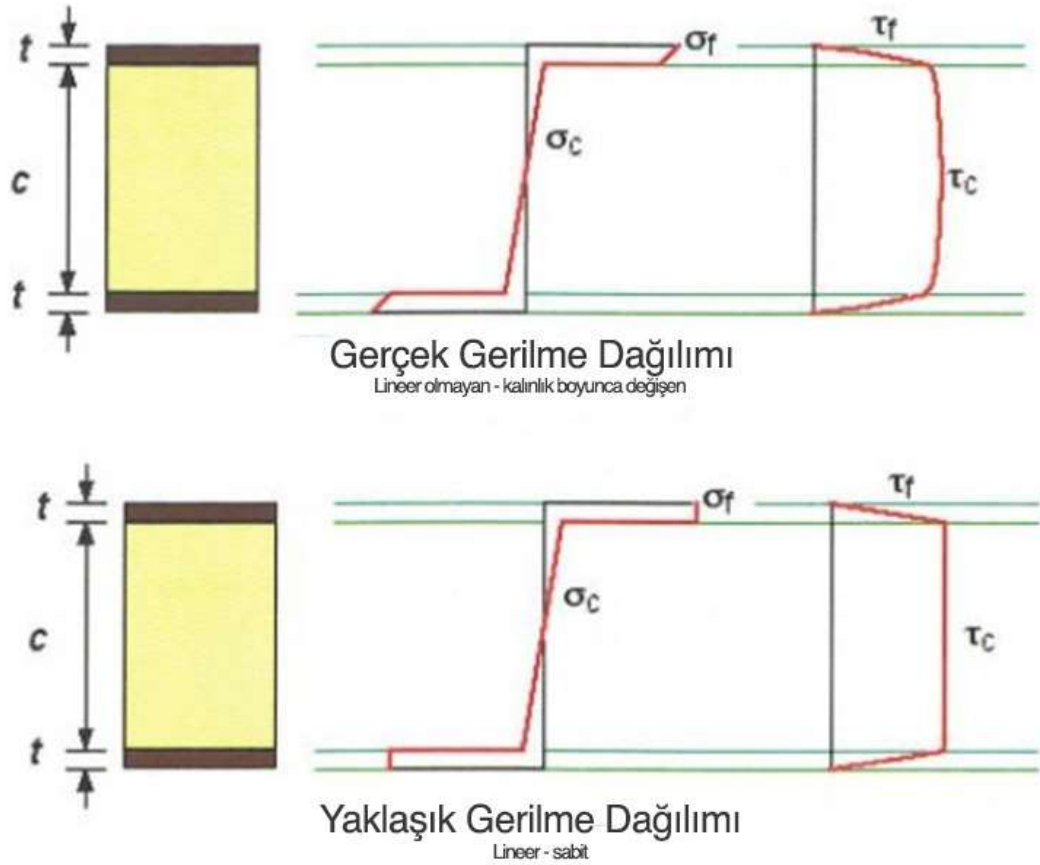 t
σf
τf
c
σc
τc
t
Gerçek Gerilme Dağılımı
Lineer olmayan - kalınlık boyunca değişen
t
σf
τf
c
σc
τc
t
Yaklaşık Gerilme Dağılımı
Lineer - sabit